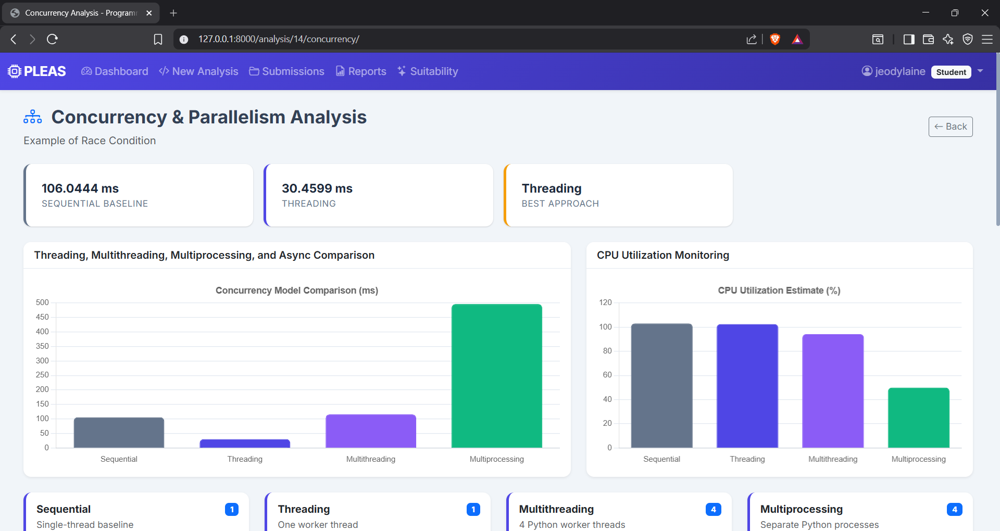 Concurrency Analysis - Program
127.0.0.1:8000/analysis/14/concurrency/
PLEAS
Dashboard
New Analysis
Submissions
Reports
Suitability
jeodylaine
Student
Concurrency & Parallelism Analysis
Example of Race Condition
← Back
106.0444 ms
SEQUENTIAL BASELINE
30.4599 ms
THREADING
Threading
BEST APPROACH
Threading, Multithreading, Multiprocessing, and Async Comparison
Concurrency Model Comparison (ms)
500
450
400
350
300
250
200
150
100
50
0
Sequential
Threading
Multithreading
Multiprocessing
CPU Utilization Monitoring
CPU Utilization Estimate (%)
120
100
80
60
40
20
0
Sequential
Threading
Multithreading
Multiprocessing
Sequential
1
Single-thread baseline
Threading
1
One worker thread
Multithreading
4
4 Python worker threads
Multiprocessing
4
Separate Python processes